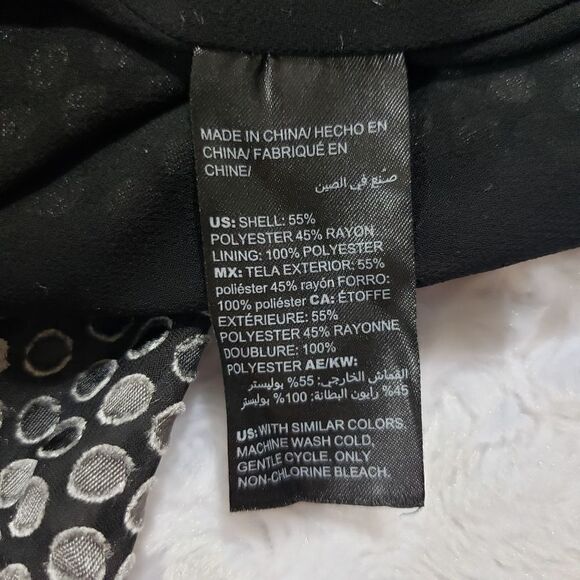 MADE IN CHINA/ HECHO EN
CHINA/ FABRIQUÉ EN
CHINE/
صنع في الصين
US: SHELL: 55%
POLYESTER 45% RAYON
LINING: 100% POLYESTER
MX: TELA EXTERIOR: 55%
poliéster 45% rayón FORRO:
100% poliéster CA: ÉTOFFE
EXTÉRIEURE: 55%
POLYESTER 45% RAYONNE
DOUBLURE: 100%
POLYESTER AE/KW:
القماش الخارجي: 55% بوليستر
45% رايون البطانة: 100% بوليستر
US: WITH SIMILAR COLORS.
MACHINE WASH COLD,
GENTLE CYCLE. ONLY
NON-CHLORINE BLEACH.